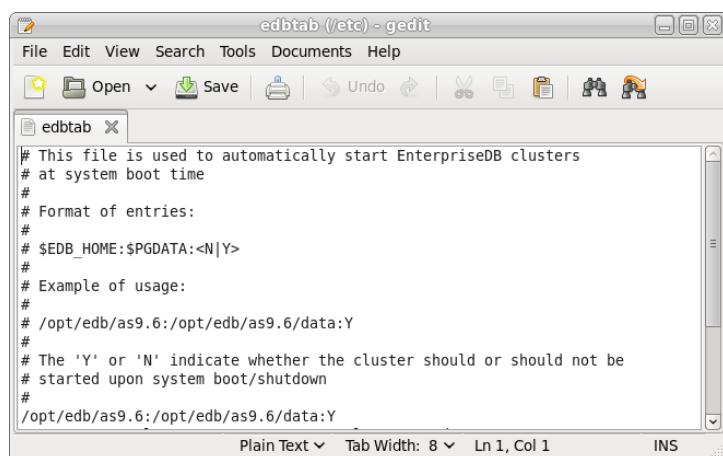 edbtab (/etc) - gedit
File Edit View Search Tools Documents Help
Open Save Undo
edbtab
# This file is used to automatically start EnterpriseDB clusters
# at system boot time
#
# Format of entries:
#
# $EDB_HOME:$PGDATA:<N|Y>
#
# Example of usage:
#
# /opt/edb/as9.6:/opt/edb/as9.6/data:Y
#
# The 'Y' or 'N' indicate whether the cluster should or should not be
# started upon system boot/shutdown
#
/opt/edb/as9.6:/opt/edb/as9.6/data:Y
Plain Text Tab Width: 8 Ln 1, Col 1 INS